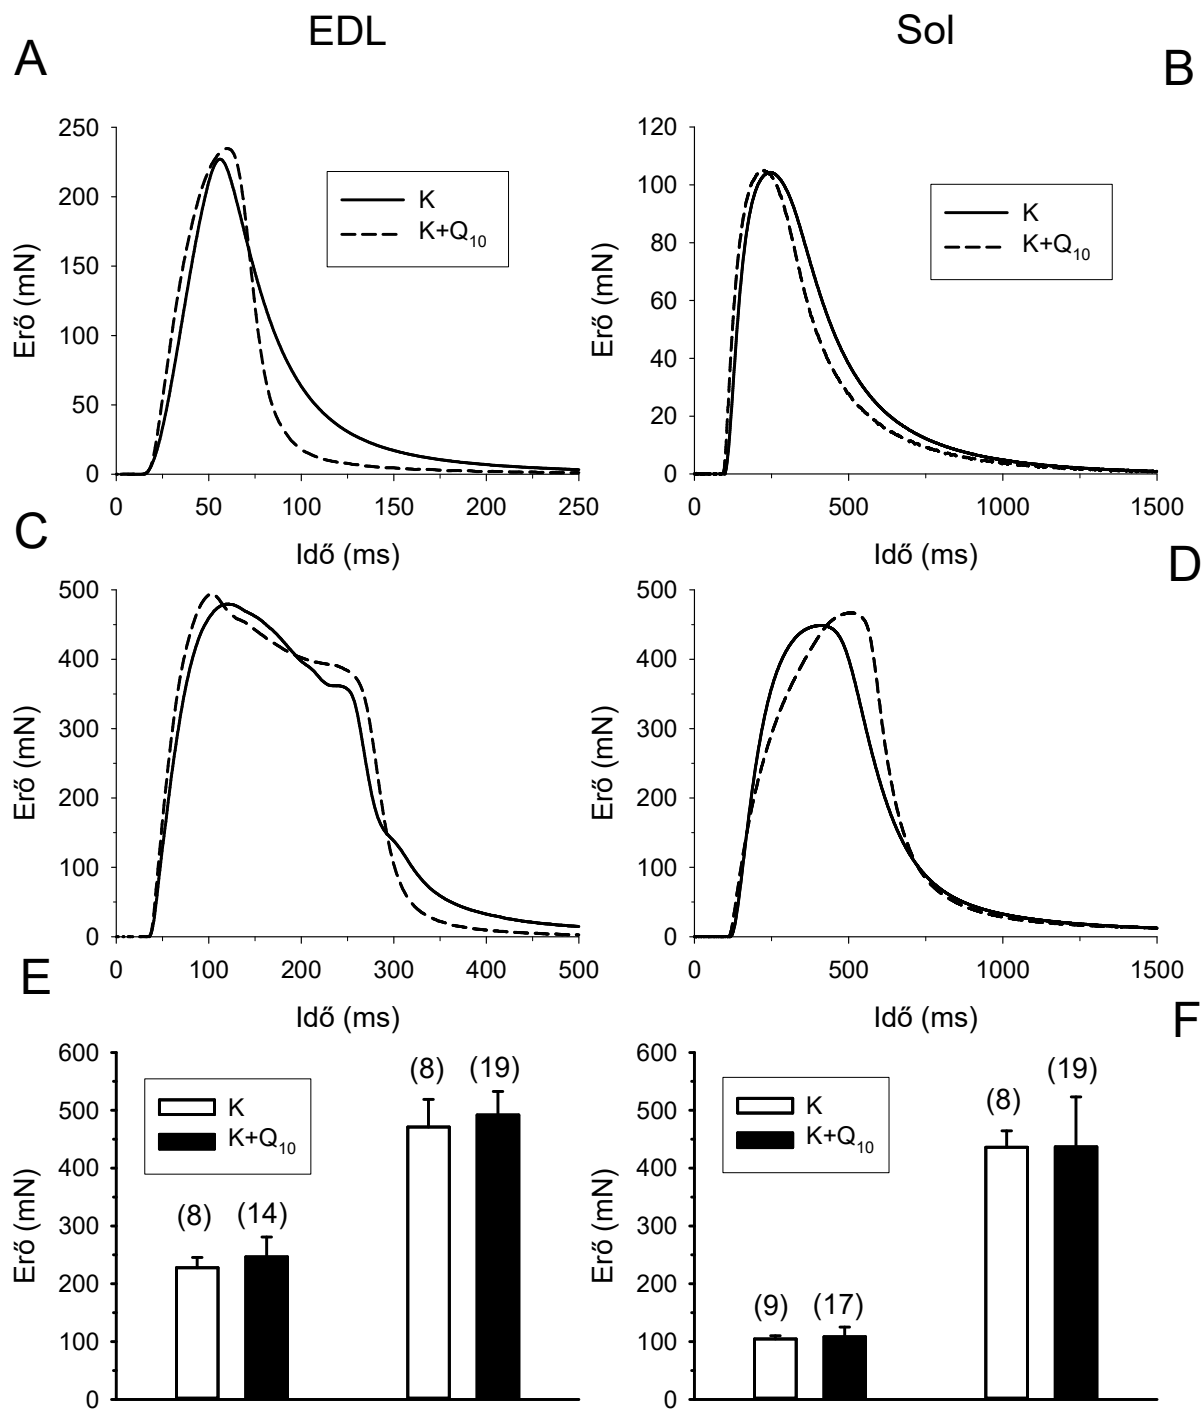 EDL Sol
A B
250
200
150
100
50
0
Erő (mN)
K
K+Q10
0 50 100 150 200 250
Idő (ms)
120
100
80
60
40
20
0
Erő (mN)
K
K+Q10
0 500 1000 1500
Idő (ms)
C D
500
400
300
200
100
0
Erő (mN)
0 100 200 300 400 500
Idő (ms)
500
400
300
200
100
0
Erő (mN)
0 500 1000 1500
Idő (ms)
E F
600
500
400
300
200
100
0
Erő (mN)
K
K+Q10
(8) (14) (8) (19)
600
500
400
300
200
100
0
Erő (mN)
K
K+Q10
(9) (17) (8) (19)